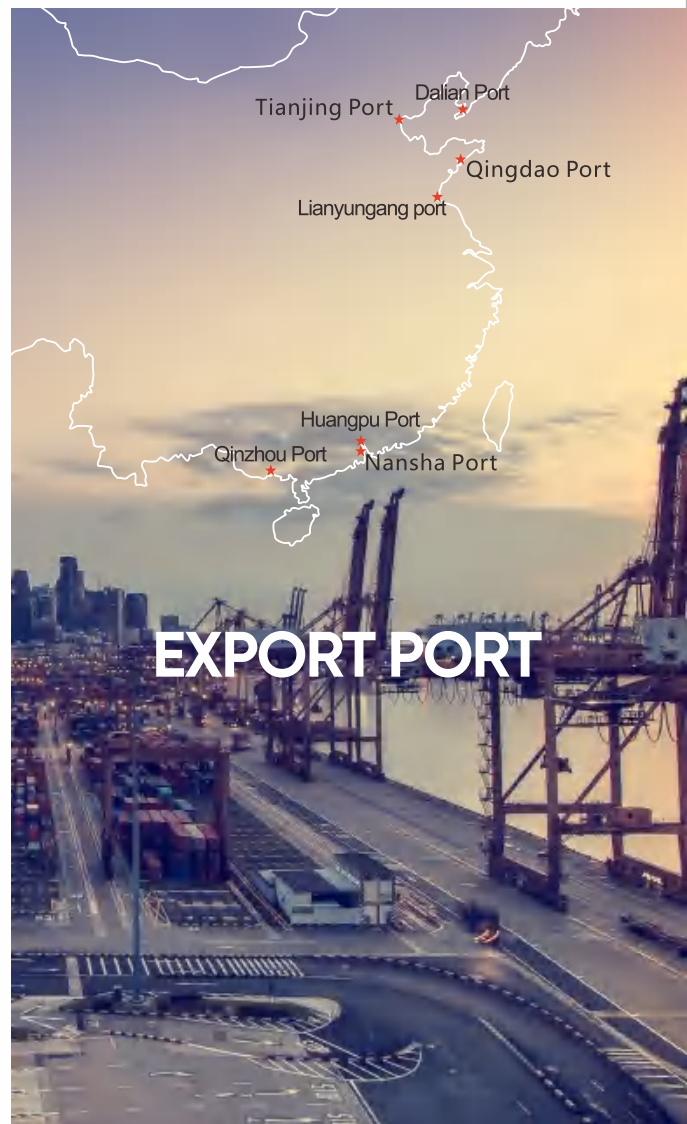 Dalian Port
Tianjing Port
Qingdao Port
Lianyungang port
Huangpu Port
Qinzhou Port
Nansha Port
EXPORT PORT